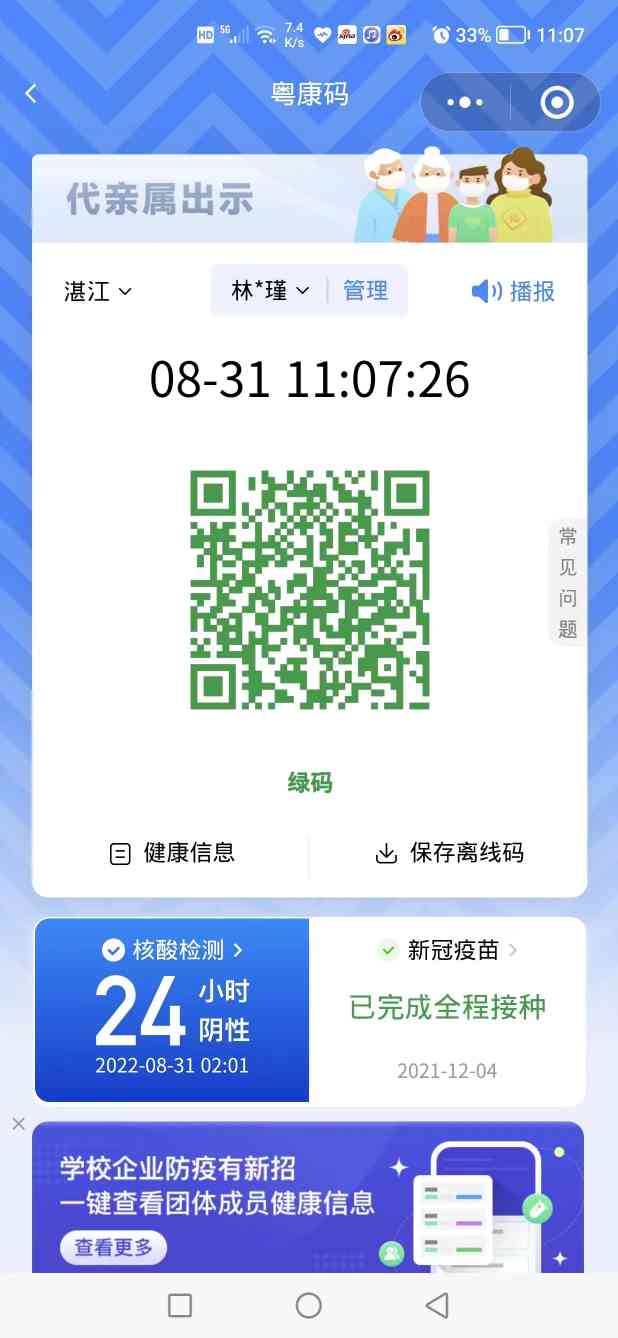 HD 5G 7.4 K/s 33% 11:07
粤康码
代亲属出示
湛江 林*瑾 管理 播报
08-31 11:07:26
常见问题
绿码
健康信息 保存离线码
核酸检测 新冠疫苗
24 小时 阴性
已完成全程接种
2022-08-31 02:01
2021-12-04
学校企业防疫有新招
一键查看团体成员健康信息
查看更多